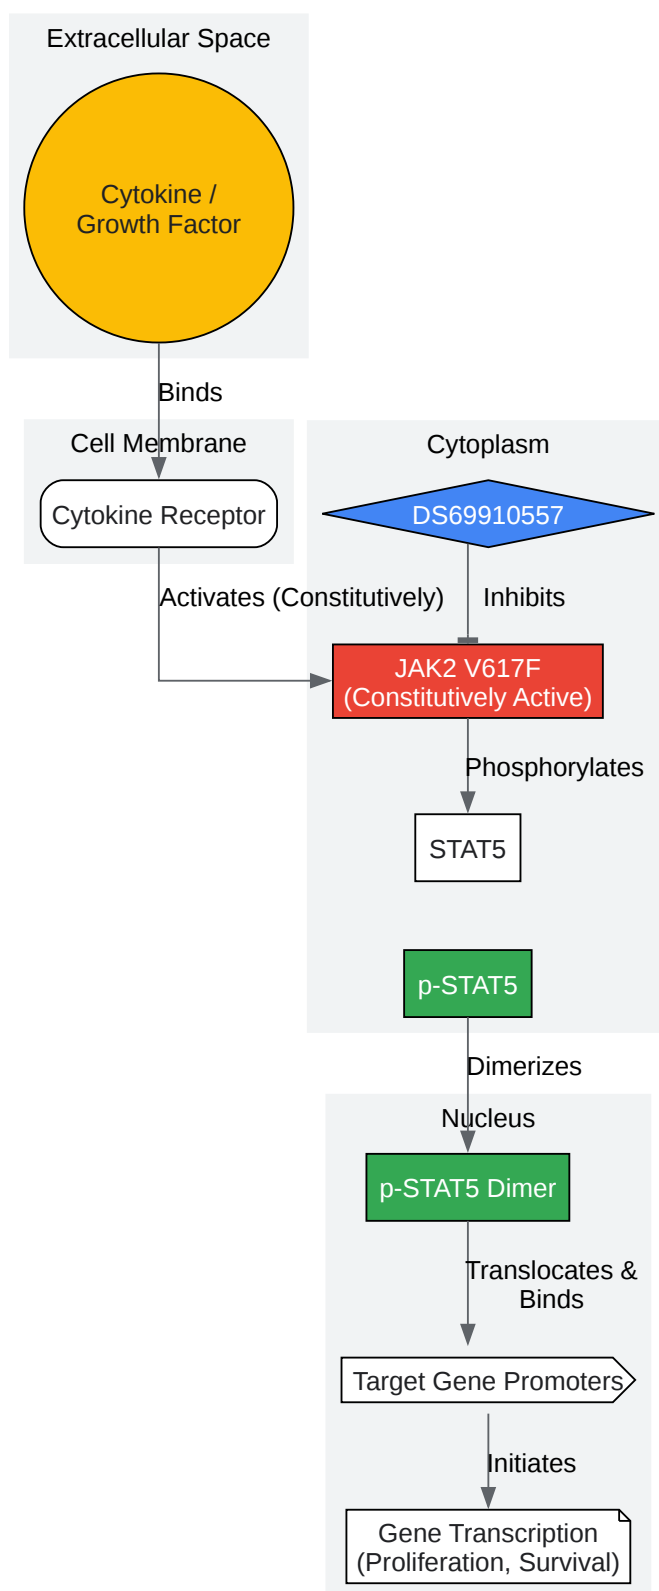 Extracellular Space
Cytokine /
Growth Factor
Binds
Cell Membrane
Cytokine Receptor
Cytoplasm
DS69910557
Activates (Constitutively)
Inhibits
JAK2 V617F
(Constitutively Active)
Phosphorylates
STAT5
p-STAT5
Dimerizes
Nucleus
p-STAT5 Dimer
Translocates &
Binds
Target Gene Promoters
Initiates
Gene Transcription
(Proliferation, Survival)